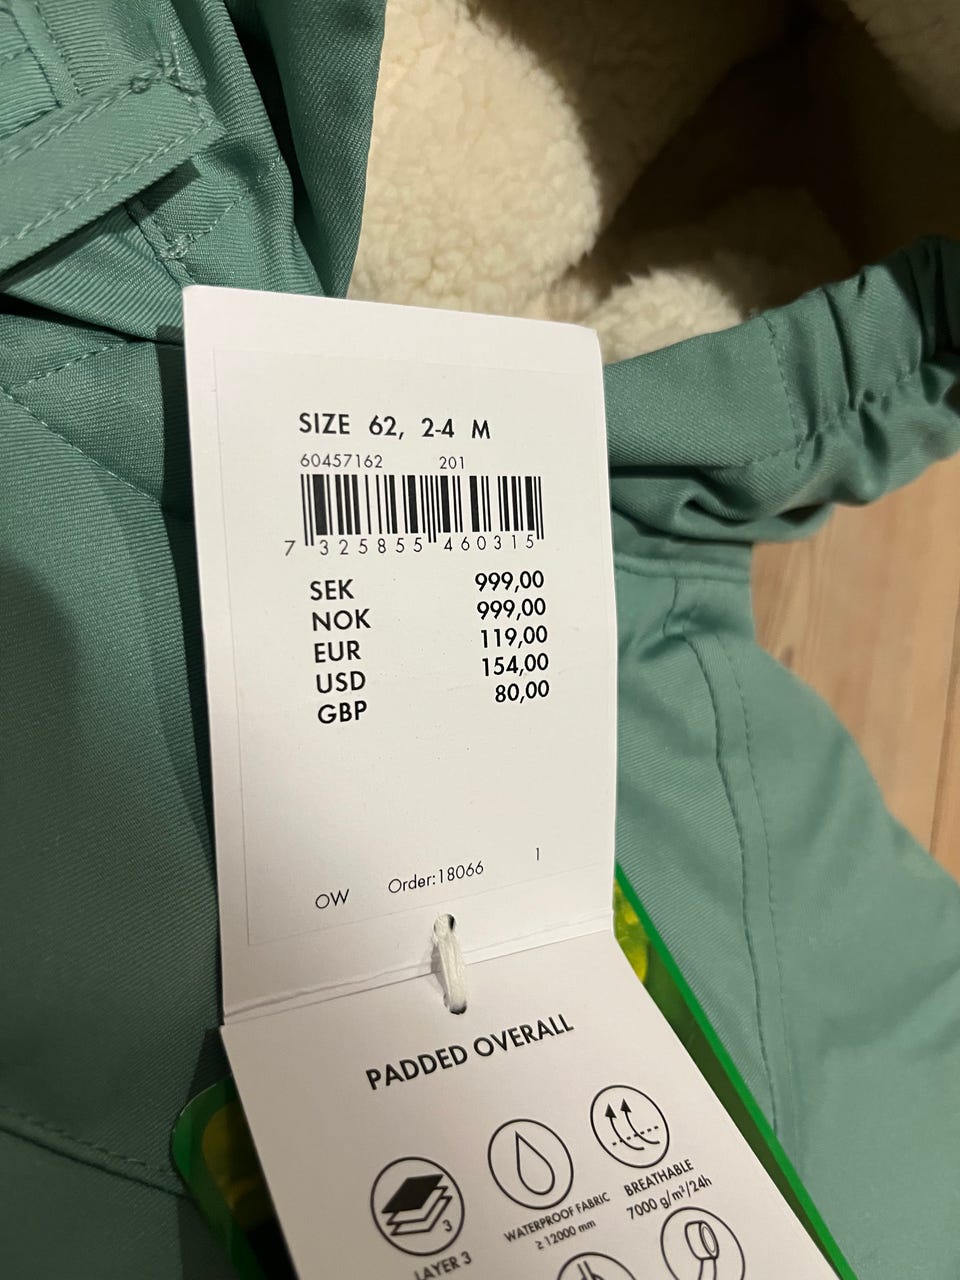 SIZE 62, 2-4 M
60457162 201
7 325855 460315
SEK 999,00
NOK 999,00
EUR 119,00
USD 154,00
GBP 80,00
OW Order:18066 1
PADDED OVERALL
3
LAYER 3
WATERPROOF FABRIC
≥12000 mm
BREATHABLE
7000 g/m²/24h